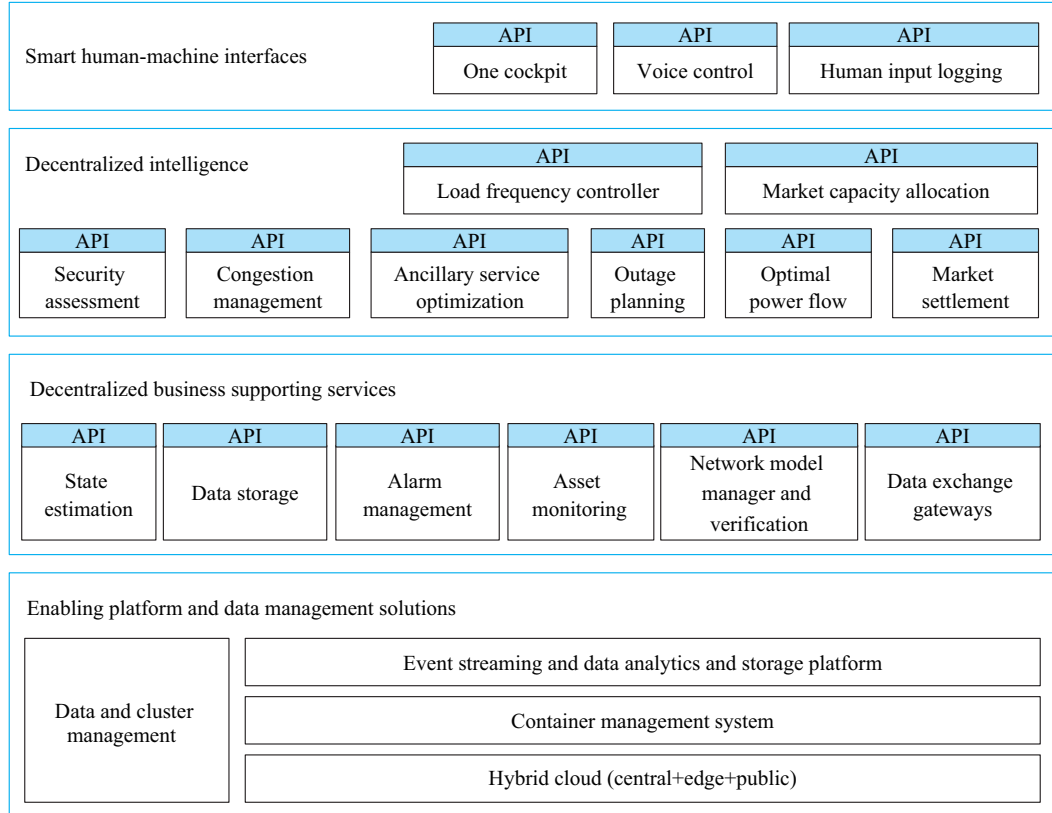 Smart human-machine interfaces
API
One cockpit
API
Voice control
API
Human input logging
Decentralized intelligence
API
Load frequency controller
API
Market capacity allocation
API
Security
assessment
API
Congestion
management
API
Ancillary service
optimization
API
Outage
planning
API
Optimal
power flow
API
Market
settlement
Decentralized business supporting services
API
State
estimation
API
Data storage
API
Alarm
management
API
Asset
monitoring
API
Network model
manager and
verification
API
Data exchange
gateways
Enabling platform and data management solutions
Data and cluster
management
Event streaming and data analytics and storage platform
Container management system
Hybrid cloud (central+edge+public)